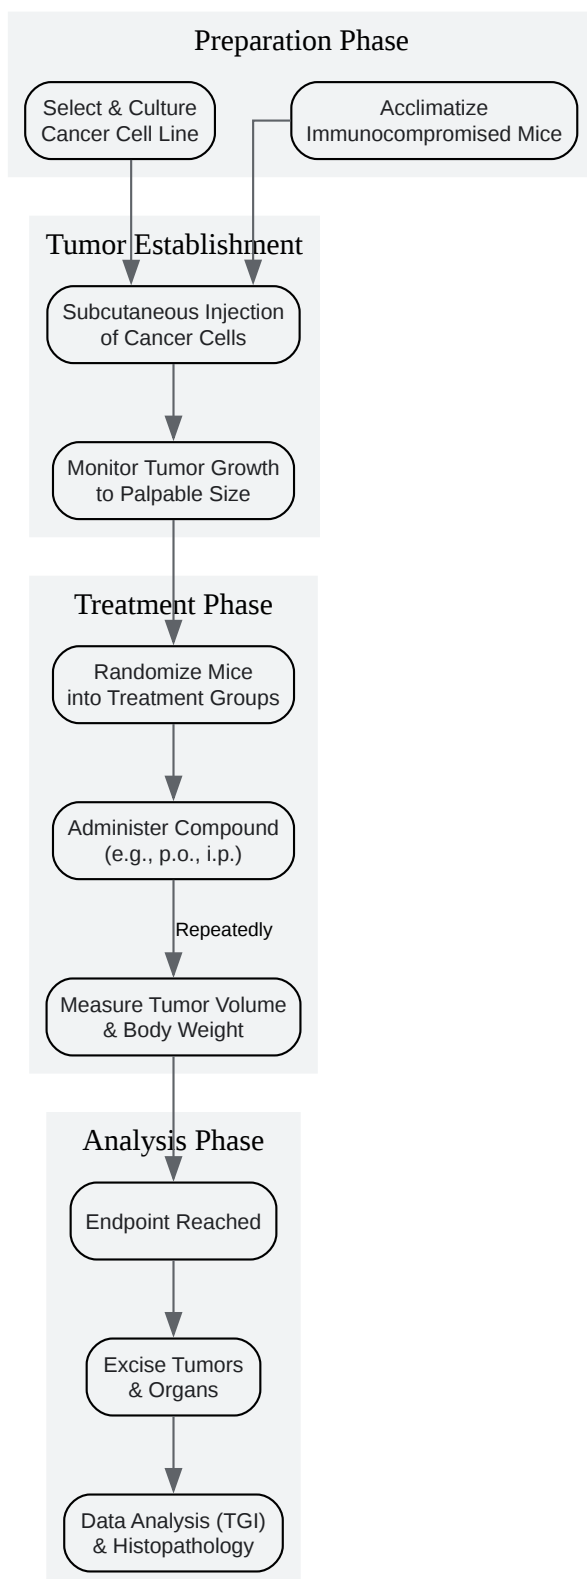 Preparation Phase
Select & Culture
Cancer Cell Line
Acclimatize
Immunocompromised Mice
Tumor Establishment
Subcutaneous Injection
of Cancer Cells
Monitor Tumor Growth
to Palpable Size
Treatment Phase
Randomize Mice
into Treatment Groups
Administer Compound
(e.g., p.o., i.p.)
Repeatedly
Measure Tumor Volume
& Body Weight
Analysis Phase
Endpoint Reached
Excise Tumors
& Organs
Data Analysis (TGI)
& Histopathology